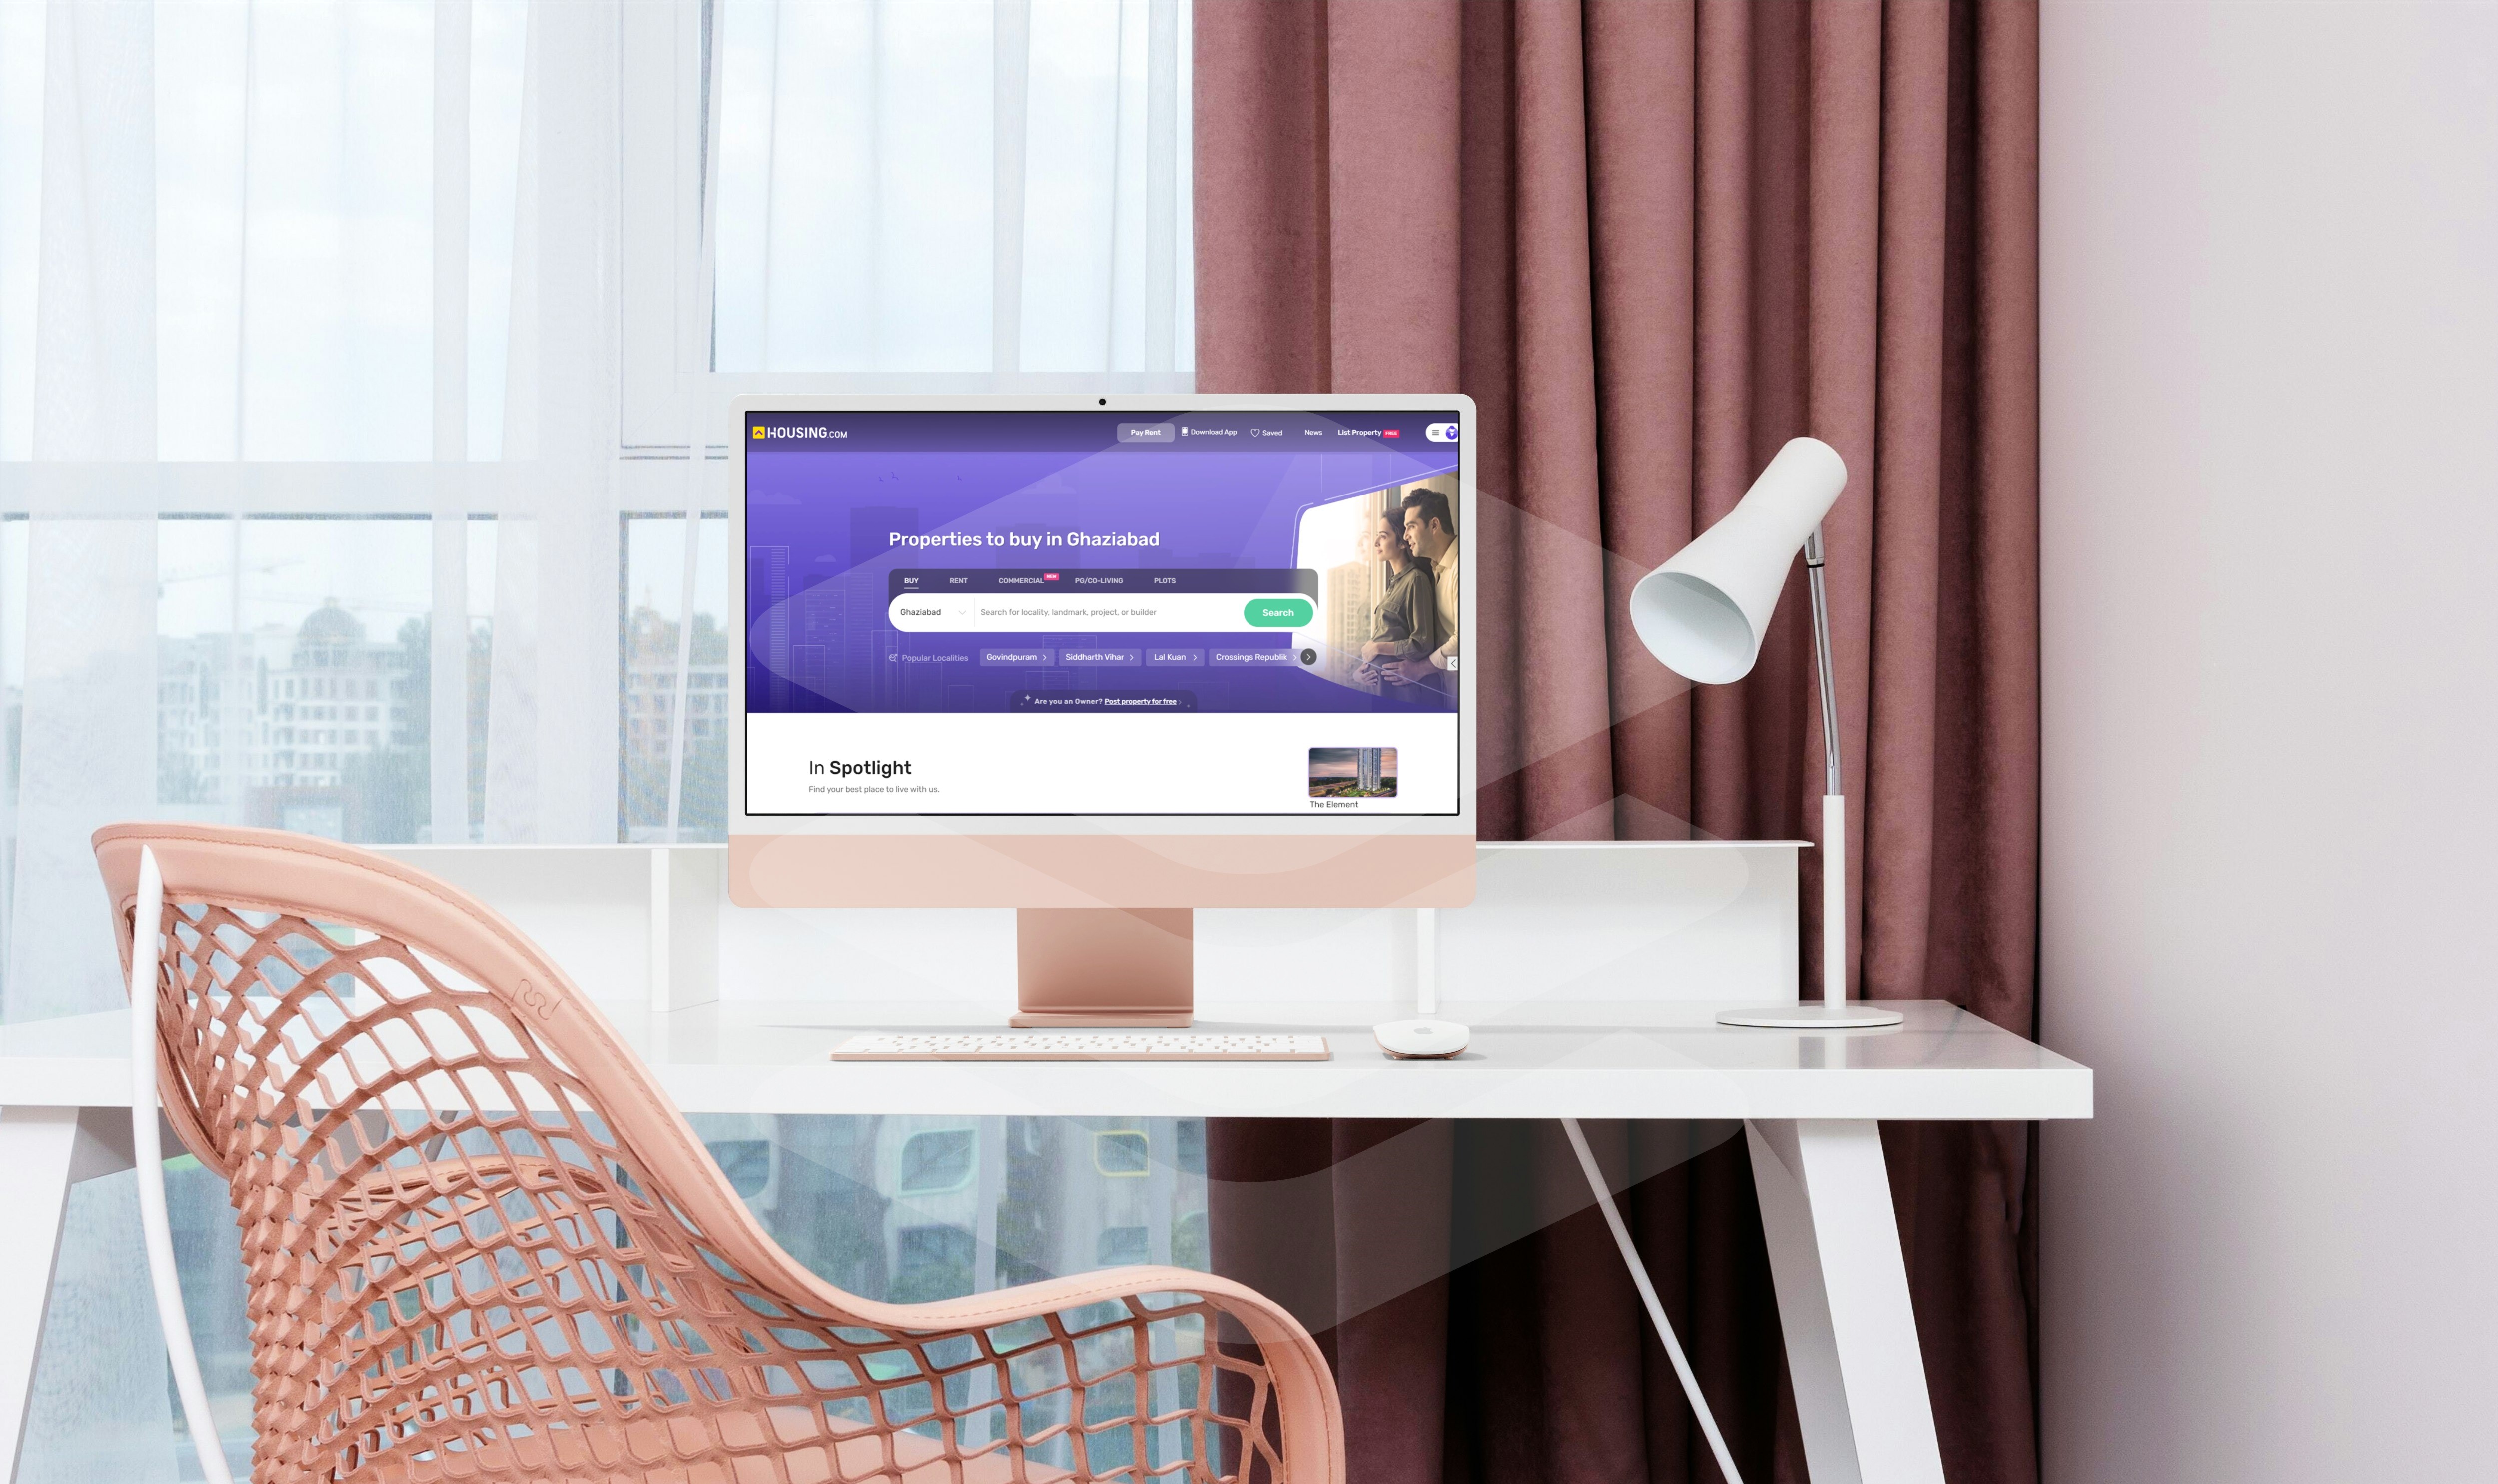 HOUSING.COM
Pay Rent
Download App
Saved
News
List Property FREE
Properties to buy in Ghaziabad
BUY RENT COMMERCIAL NEW PG/CO-LIVING PLOTS
Ghaziabad
Search for locality, landmark, project, or builder
Search
Popular Localities
Govindpuram
Siddharth Vihar
Lal Kuan
Crossings Republik
Are you an Owner? Post property for free
In Spotlight
Find your best place to live with us.
The Element